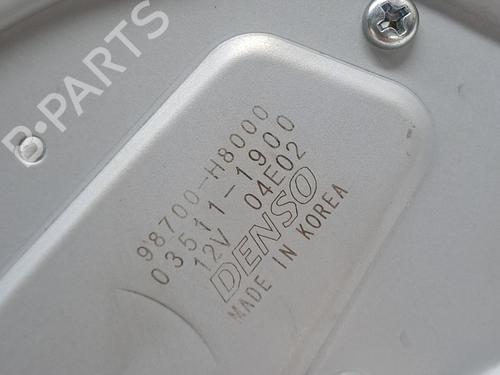 B-PARTS
98700-H8000
03511-1900
12V 04E02
DENSO
MADE IN KOREA